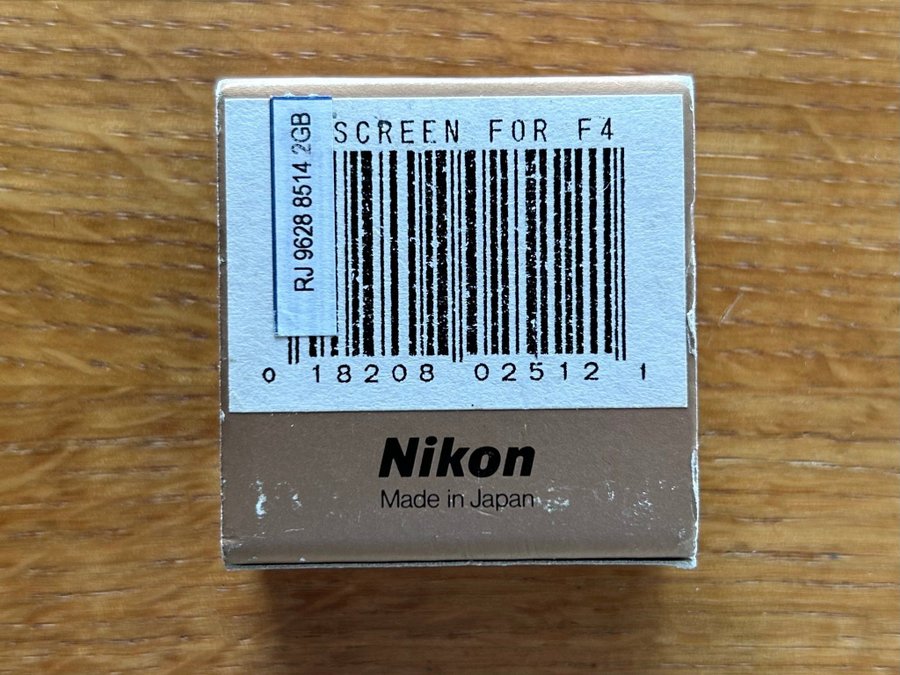 SCREEN FOR F4
RJ 9628 8514 2GB
0 18208 02512 1
Nikon
Made in Japan